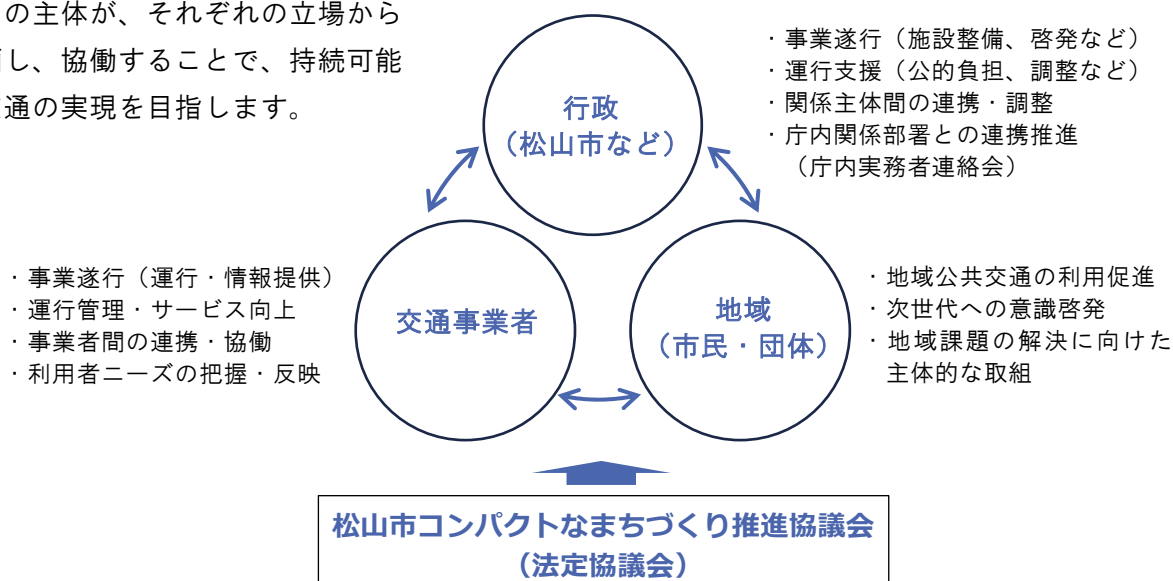 の主体が、それぞれの立場から
し、協働することで、持続可能
通の実現を目指します。
行政
（松山市など）
・事業遂行（施設整備、啓発など）
・運行支援（公的負担、調整など）
・関係主体間の連携・調整
・庁内関係部署との連携推進
（庁内実務者連絡会）
・事業遂行（運行・情報提供）
・運行管理・サービス向上
・事業者間の連携・協働
・利用者ニーズの把握・反映
交通事業者
地域
（市民・団体）
・地域公共交通の利用促進
・次世代への意識啓発
・地域課題の解決に向けた
主体的な取組
松山市コンパクトなまちづくり推進協議会
（法定協議会）